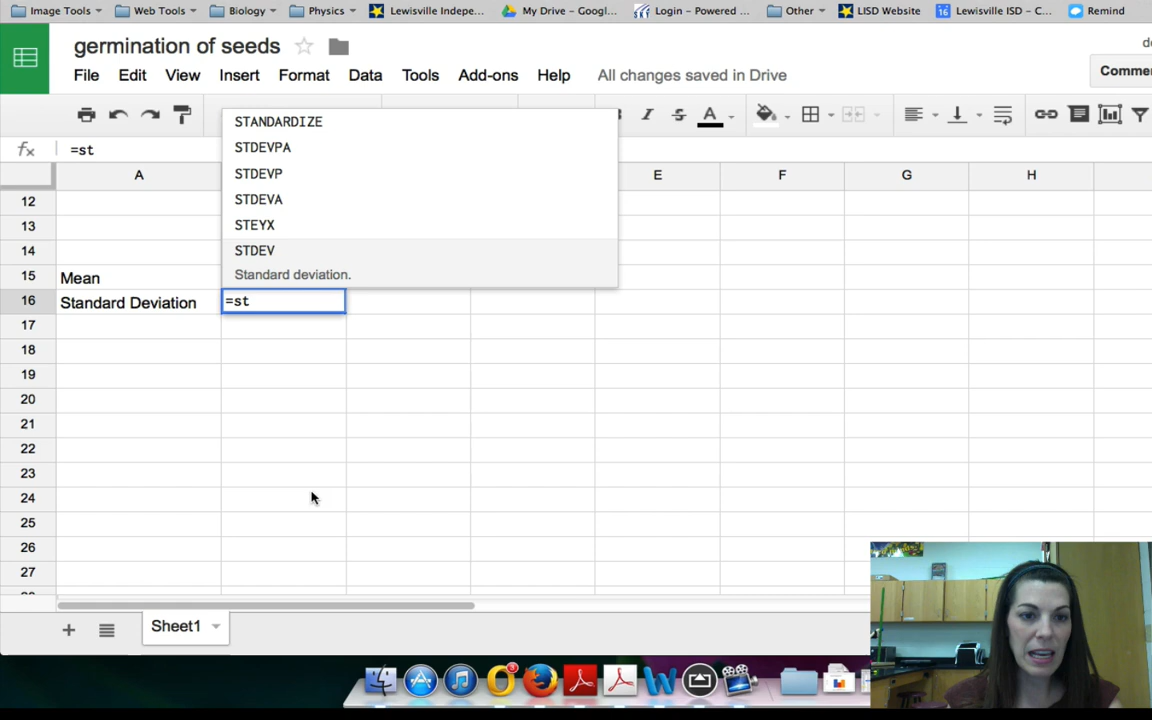 Image Tools Web Tools Biology Physics Lewisville Indepe... My Drive – Googl... Login – Powered ... Other LISD Website 16 Lewisville ISD – C... Remind
germination of seeds
File Edit View Insert Format Data Tools Add-ons Help All changes saved in Drive
Comme
fx =st
STANDARDIZE
STDEVPA
STDEVP
STDEVA
STEYX
STDEV
Standard deviation.
A E F G H
12
13
14
15 Mean
16 Standard Deviation =st
17
18
19
20
21
22
23
24
25
26
27
Sheet1
3